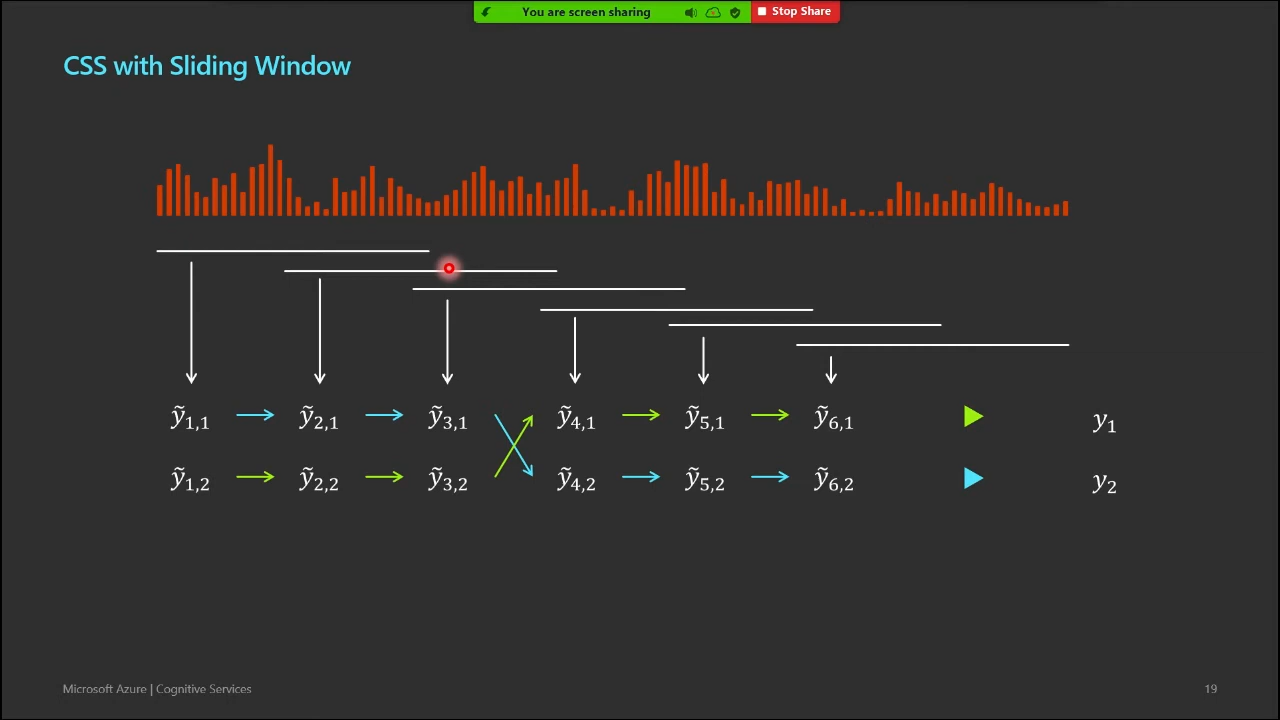 You are screen sharing Stop Share
CSS with Sliding Window
ỹ1,1 ỹ2,1 ỹ3,1 ỹ4,1 ỹ5,1 ỹ6,1 y1
ỹ1,2 ỹ2,2 ỹ3,2 ỹ4,2 ỹ5,2 ỹ6,2 y2
Microsoft Azure | Cognitive Services 19